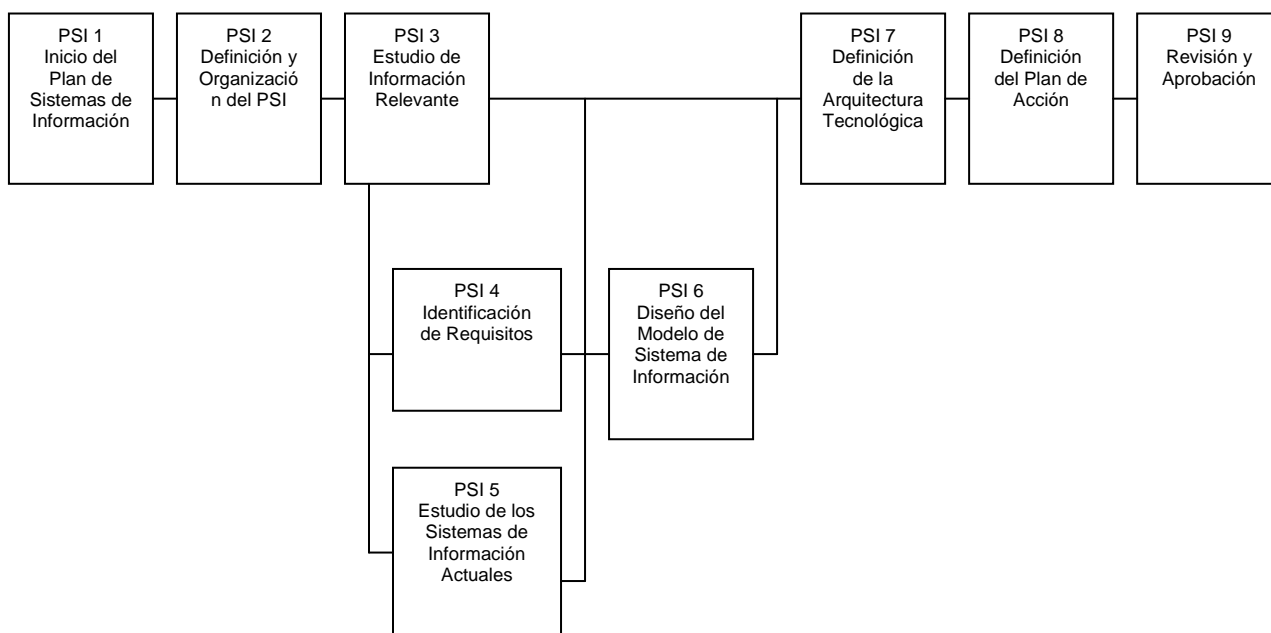 PSI 1
Inicio del
Plan de
Sistemas de
Información
PSI 2
Definición y
Organizació
n del PSI
PSI 3
Estudio de
Información
Relevante
PSI 7
Definición
de la
Arquitectura
Tecnológica
PSI 8
Definición
del Plan de
Acción
PSI 9
Revisión y
Aprobación
PSI 4
Identificación
de Requisitos
PSI 6
Diseño del
Modelo de
Sistema de
Información
PSI 5
Estudio de los
Sistemas de
Información
Actuales